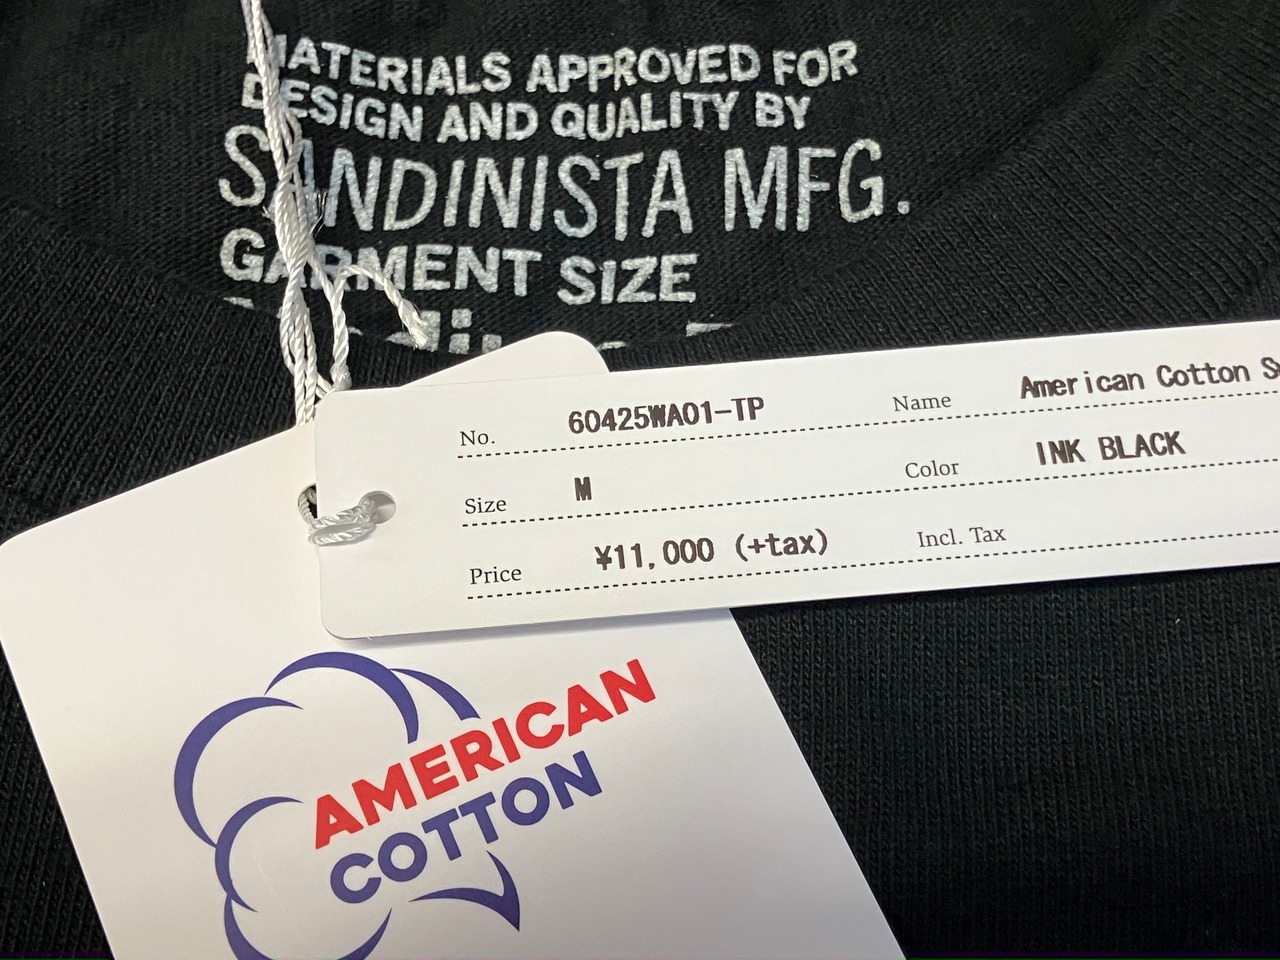 MATERIALS APPROVED FOR
DESIGN AND QUALITY BY
SANDINISTA MFG.
GARMENT SIZE
No. 60425WA01-TP Name American Cotton
Size M Color INK BLACK
Price ¥11,000 (+tax) Incl. Tax
AMERICAN
COTTON